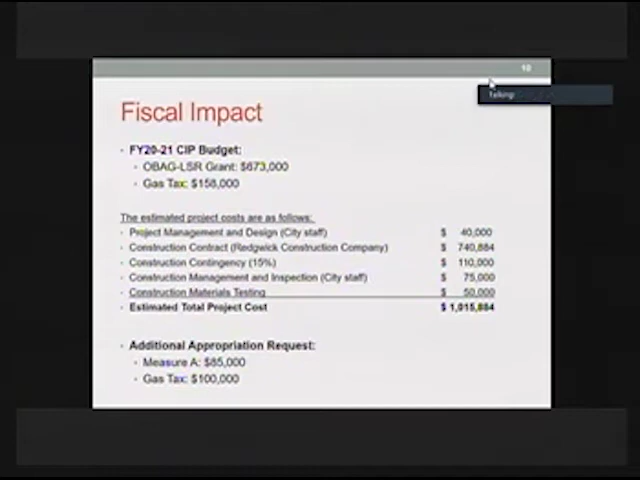 10
Talking:
Fiscal Impact
· FY20-21 CIP Budget:
· OBAG-LSR Grant: $673,000
· Gas Tax: $158,000
The estimated project costs are as follows:
· Project Management and Design (City staff) $ 40,000
· Construction Contract (Redgwick Construction Company) $ 740,884
· Construction Contingency (15%) $ 110,000
· Construction Management and Inspection (City staff) $ 75,000
· Construction Materials Testing $ 50,000
· Estimated Total Project Cost $ 1,015,884
· Additional Appropriation Request:
· Measure A: $85,000
· Gas Tax: $100,000